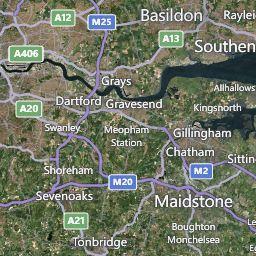 A12
M25
Basildon
Rayleig
A406
A13
Southen
Grays
Allhallows
A20
Dartford
Gravesend
Kingsnorth
Swanley
Meopham
Station
Gillingham
Chatham
Sitting
Shoreham
M20
M2
Sevenoaks
Maidstone
A21
Boughton
Monchelsea
Tonbridge